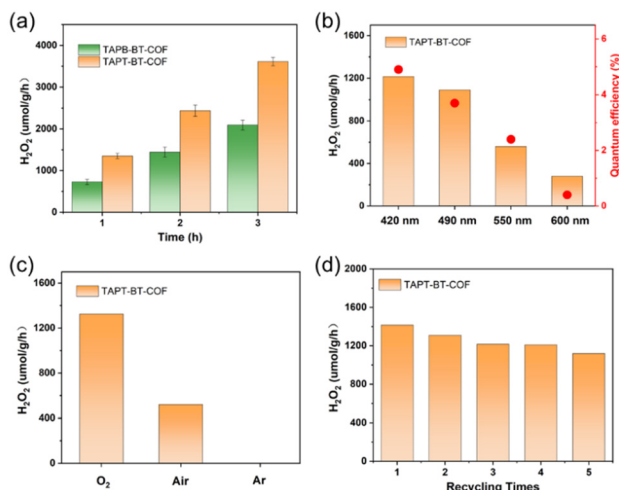 (a)
TAPB-BT-COF
TAPT-BT-COF
H₂O₂ (umol/g/h)
4000
3000
2000
1000
0
1 2 3
Time (h)
(b)
TAPT-BT-COF
H₂O₂ (umol/g/h)
1600
1200
800
400
0
420 nm 490 nm 550 nm 600 nm
Quantum efficiency (%)
6
4
2
0
(c)
TAPT-BT-COF
H₂O₂ (umol/g/h)
1600
1200
800
400
0
O₂ Air Ar
(d)
TAPT-BT-COF
H₂O₂ (umol/g/h)
2000
1600
1200
800
400
0
1 2 3 4 5
Recycling Times